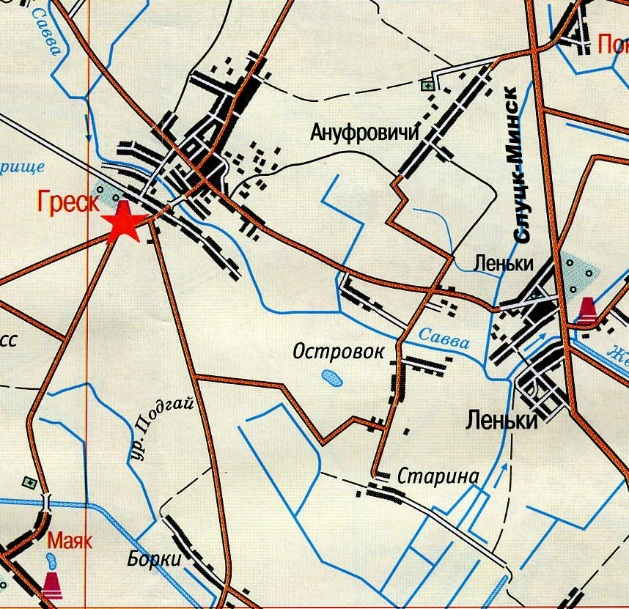 Савва
Ануфровичи
Слуцк-Минск
Греск
Леньки
Савва
Островок
Леньки
ур. Подгай
Старина
Маяк
Борки